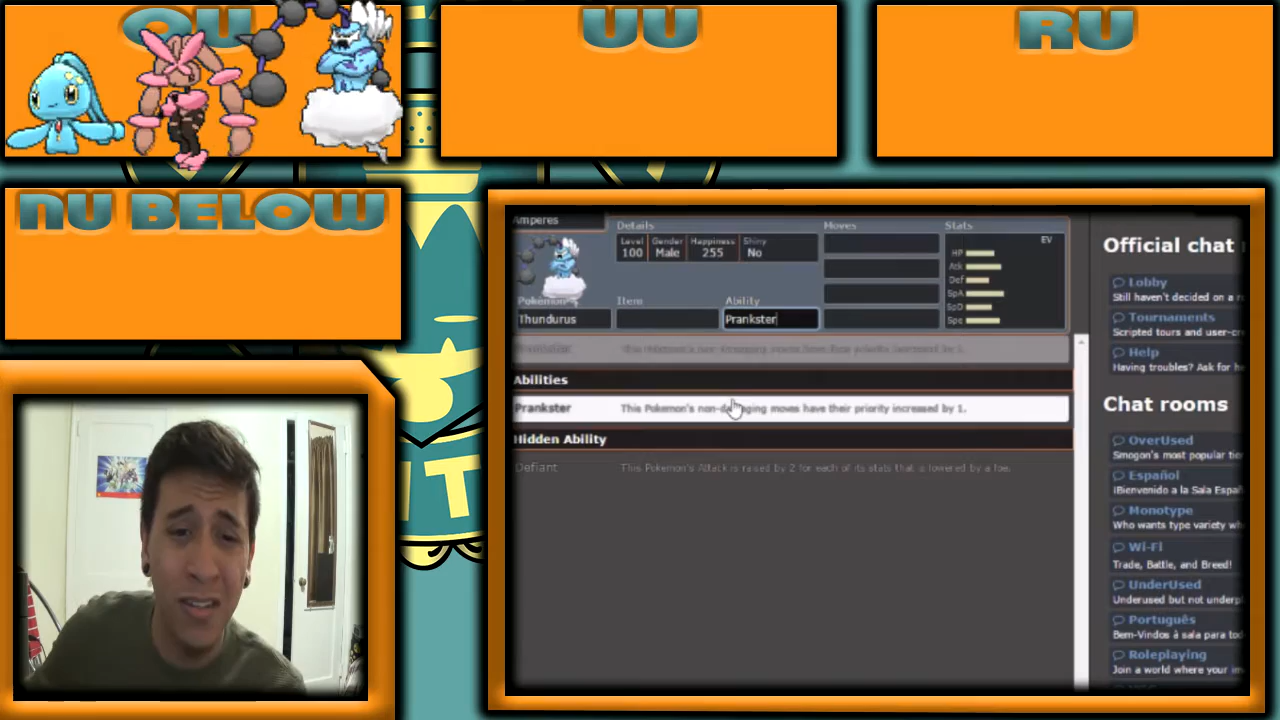 OU
UU
RU
NU BELOW
Amperes
Details
Moves
Stats
Level
Gender
Happiness
Shiny
100
Male
255
No
EV
HP
Atk
Def
SpA
SpD
Spe
Pokémon
Item
Ability
Thundurus
Prankster
Abilities
Prankster
This Pokemon's non-damaging moves have their priority increased by 1.
Hidden Ability
Defiant
This Pokemon's Attack is raised by 2 for each of its stats that is lowered by a foe.
Official chat
Lobby
Still haven't decided on a
Tournaments
Scripted tours and user-cr
Help
Having troubles? Ask for he
Chat rooms
OverUsed
Smogon's most popular tie
Español
¡Bienvenido a la Sala Españ
Monotype
Who wants type variety wh
Wi-Fi
Trade, Battle, and Breed!
UnderUsed
Underused but not underp
Português
Bem-Vindos à sala para tod
Roleplaying
Join a world where your im